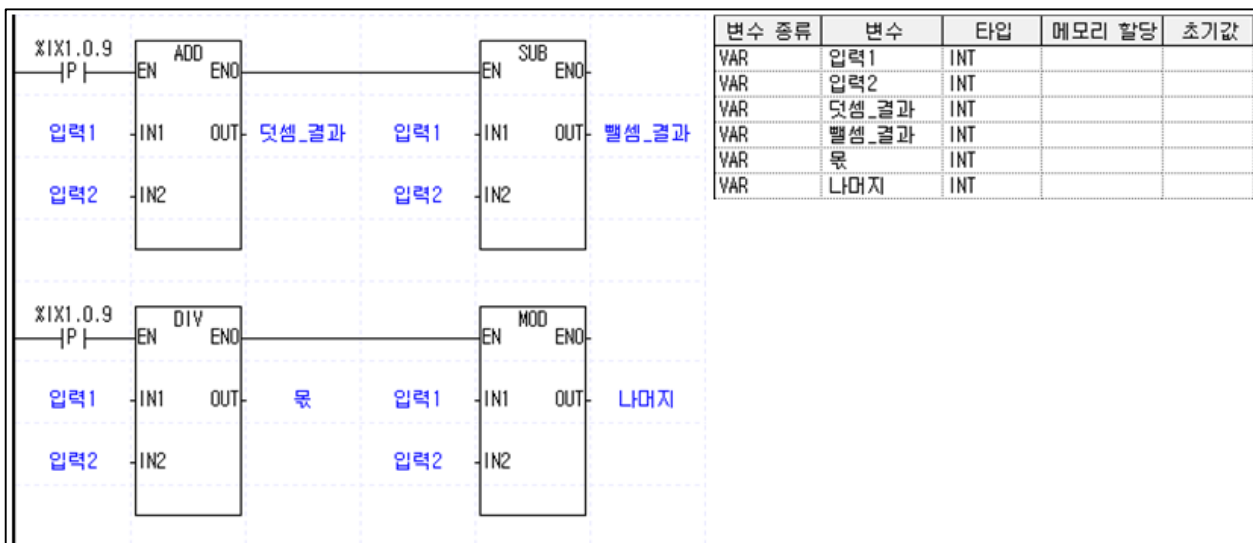 %IX1.0.9
P
ADD
EN ENO
SUB
EN ENO
입력1 IN1 OUT 덧셈_결과 입력1 IN1 OUT 뺄셈_결과
입력2 IN2 입력2 IN2
%IX1.0.9
P
DIV
EN ENO
MOD
EN ENO
입력1 IN1 OUT 몫 입력1 IN1 OUT 나머지
입력2 IN2 입력2 IN2
변수 종류 변수 타입 메모리 할당 초기값
VAR 입력1 INT
VAR 입력2 INT
VAR 덧셈_결과 INT
VAR 뺄셈_결과 INT
VAR 몫 INT
VAR 나머지 INT